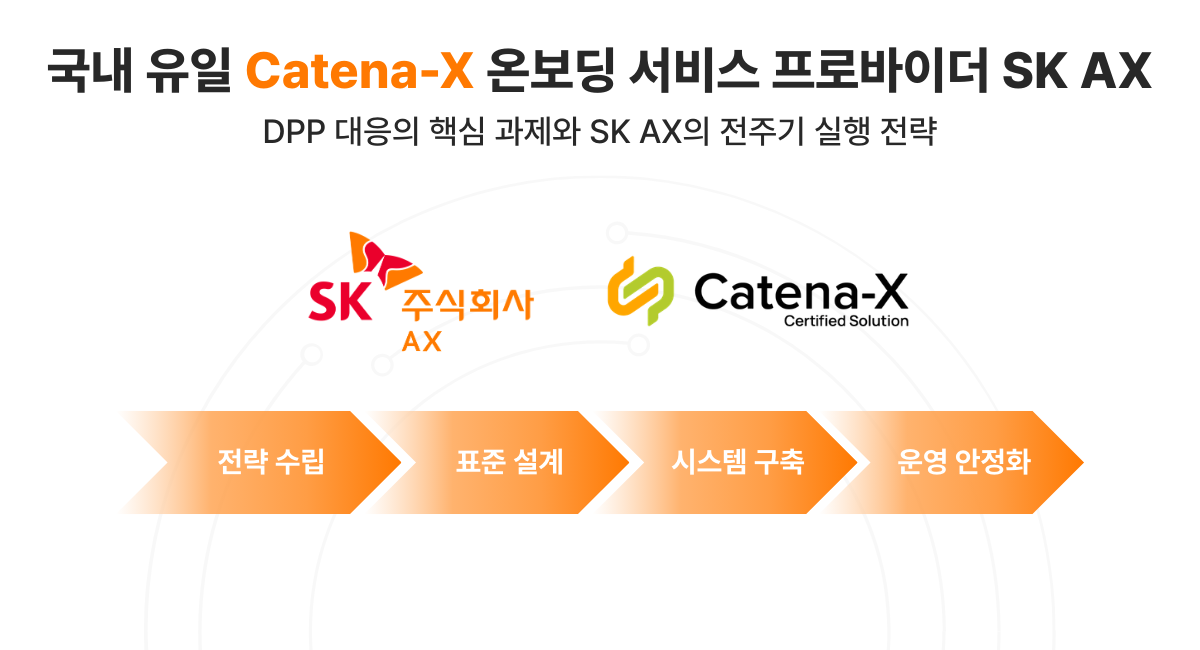 국내 유일 Catena-X 온보딩 서비스 프로바이더 SK AX
DPP 대응의 핵심 과제와 SK AX의 전주기 실행 전략
SK 주식회사
AX
Catena-X
Certified Solution
전략 수립
표준 설계
시스템 구축
운영 안정화